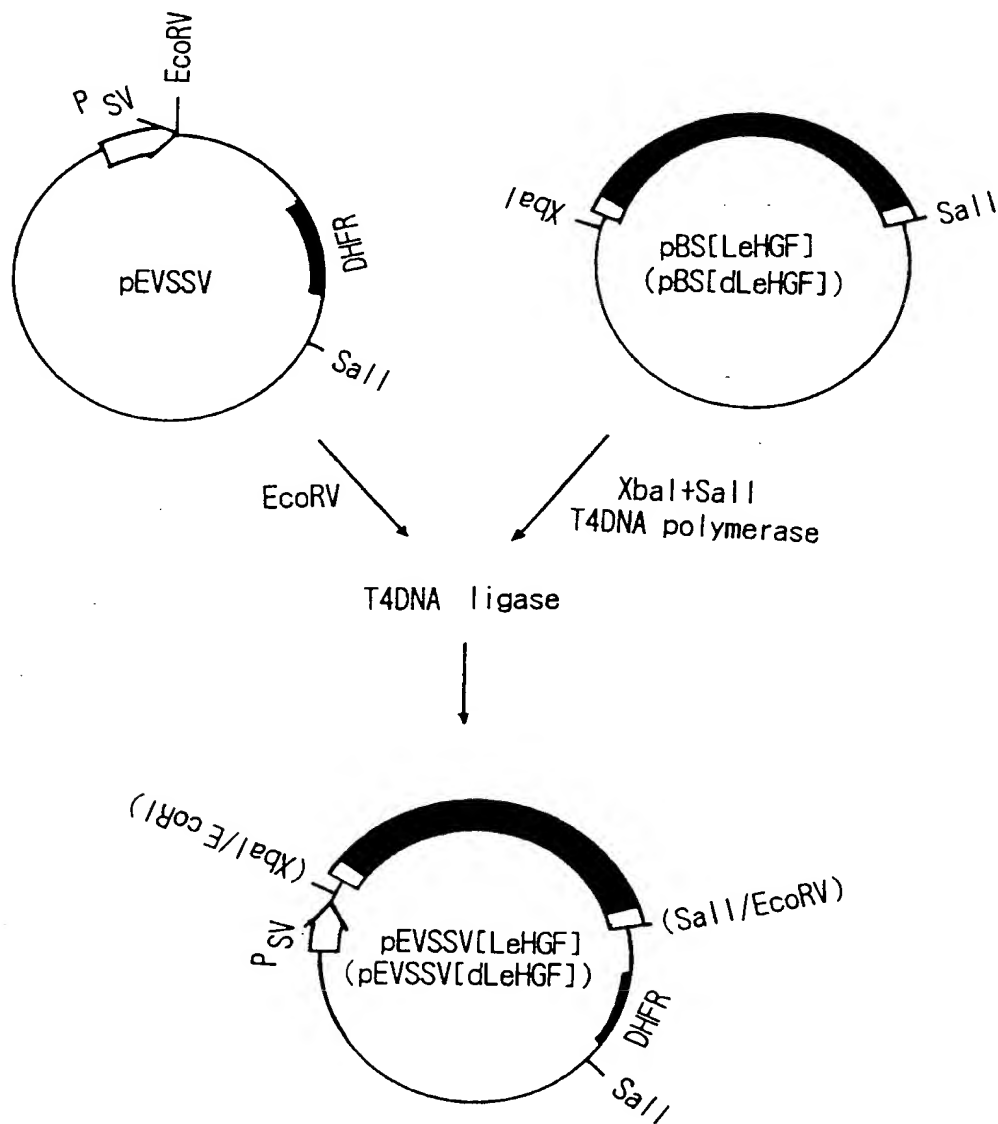 P SV
EcoRV
DHFR
pEVSSV
SalI
XbaI
SalI
pBS[LeHGF]
(pBS[dLeHGF])
EcoRV
XbaI+SalI
T4DNA polymerase
T4DNA ligase
(XbaI/EcoRI)
(SalI/EcoRV)
PSV
pEVSSV[LeHGF]
(pEVSSV[dLeHGF])
DHFR
SalI